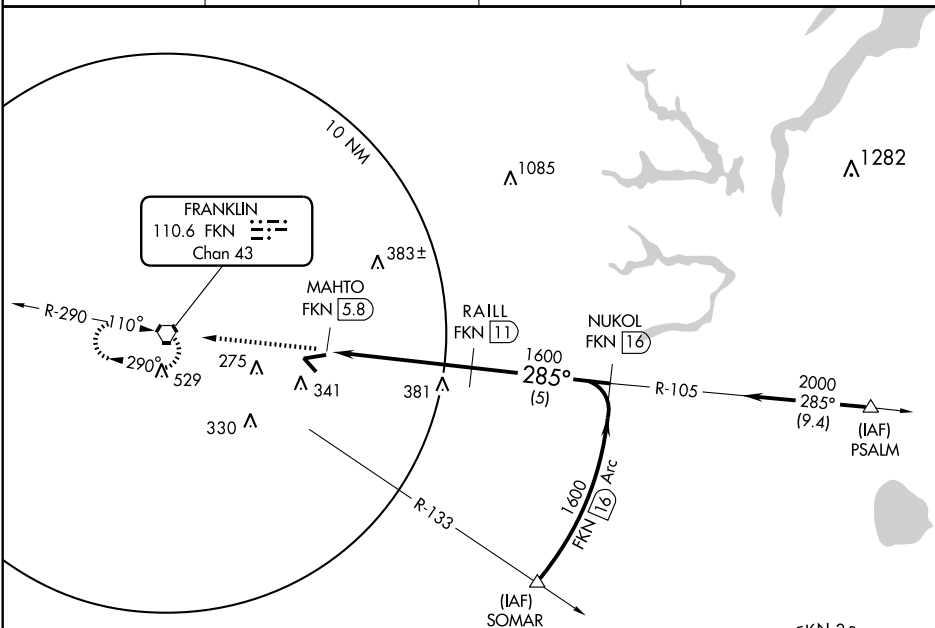 10 NM
1085
1282
FRANKLIN
110.6 FKN
Chan 43
383±
MAHTO
FKN 5.8
RAILL
FKN 11
NUKOL
FKN 16
R-290
110°
290°
529
275
341
330
381
1600
285°
(5)
R-105
2000
285°
(9.4)
(IAF)
PSALM
1600
FKN 16 Arc
R-133
(IAF)
SOMAR